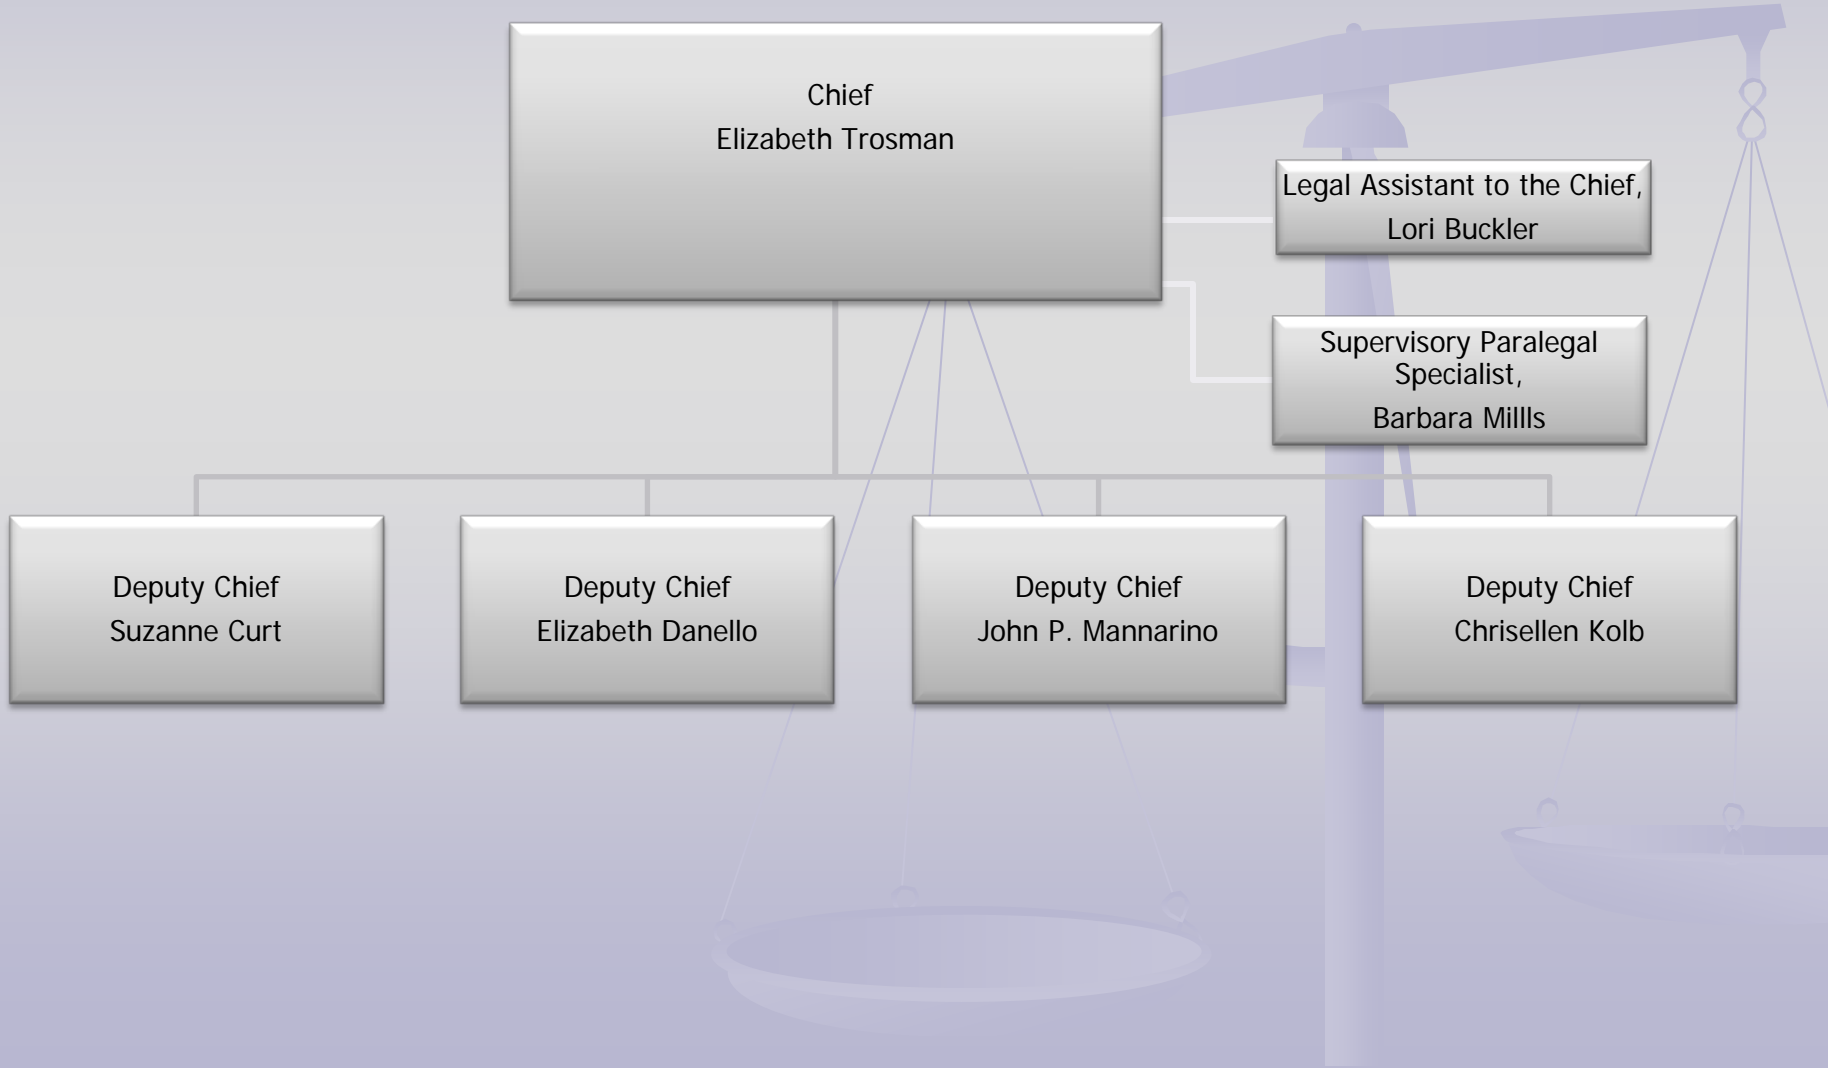 Chief
Elizabeth Trosman
Legal Assistant to the Chief,
Lori Buckler
Supervisory Paralegal
Specialist,
Barbara Millls
Deputy Chief
Suzanne Curt
Deputy Chief
Elizabeth Danello
Deputy Chief
John P. Mannarino
Deputy Chief
Chrisellen Kolb